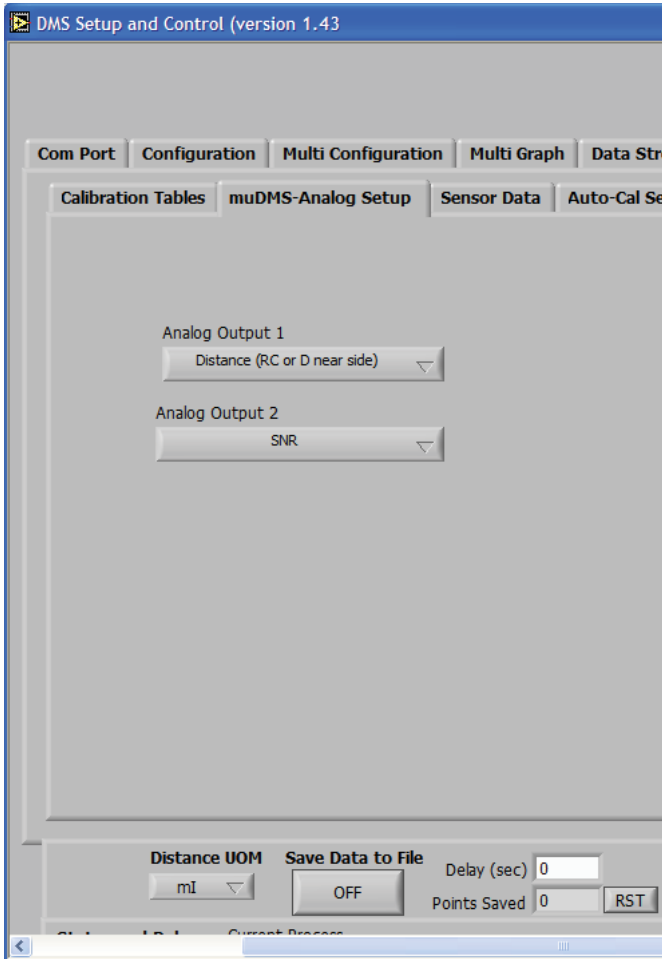 DMS Setup and Control (version 1.43
Com Port Configuration Multi Configuration Multi Graph Data Str
Calibration Tables muDMS-Analog Setup Sensor Data Auto-Cal Se
Analog Output 1
Distance (RC or D near side)
Analog Output 2
SNR
Distance UOM Save Data to File
Delay (sec) 0
mI OFF
Points Saved 0 RST
Current Process